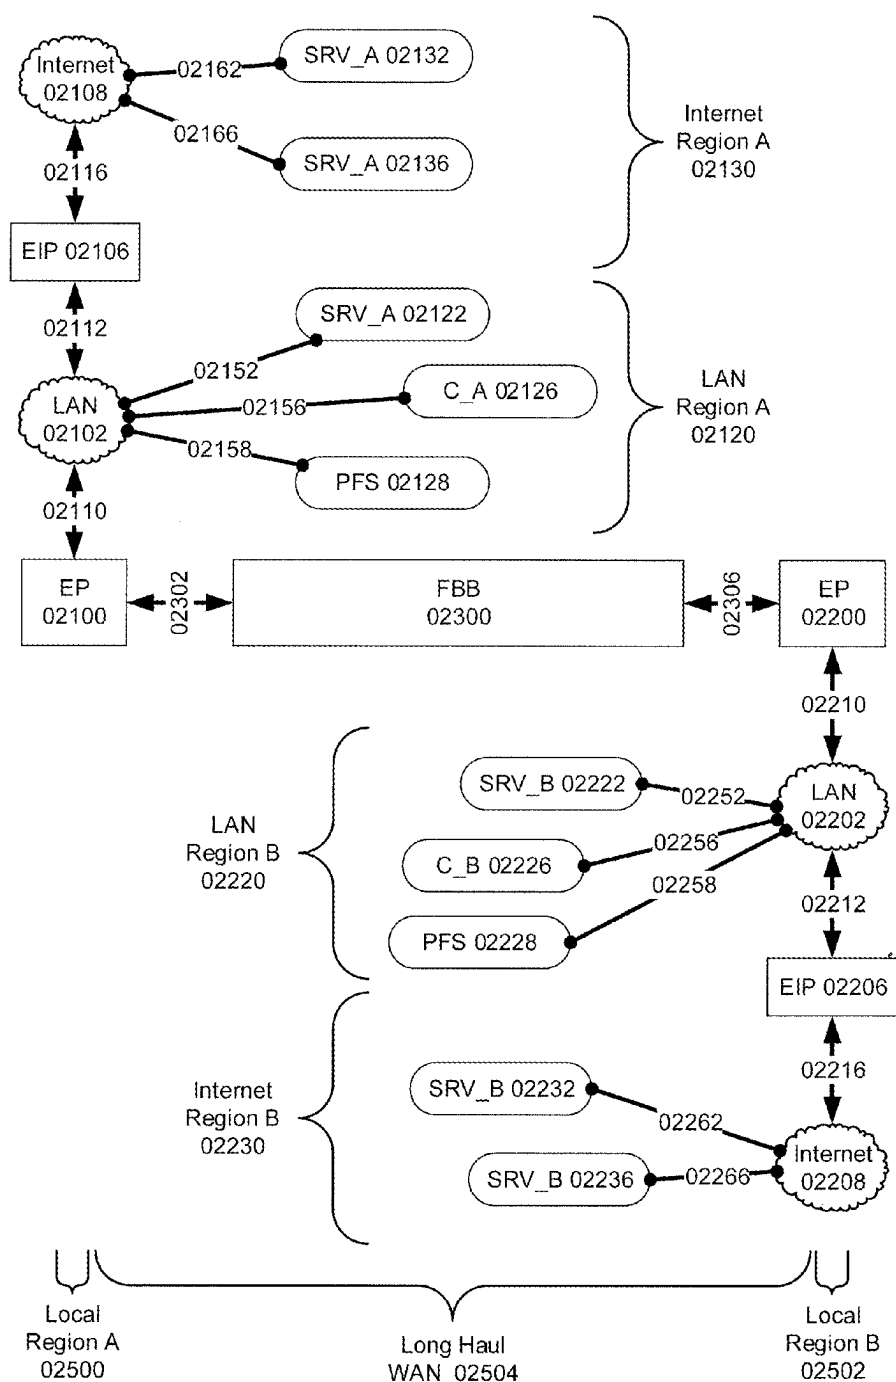 Internet
02108
02162
SRV_A 02132
02166
SRV_A 02136
Internet
Region A
02130
02116
EIP 02106
02112
SRV_A 02122
02152
LAN
02102
02156
C_A 02126
LAN
Region A
02120
02158
PFS 02128
02110
EP
02100
02302
FBB
02300
02306
EP
02200
02210
SRV_B 02222
02252
LAN
02202
LAN
Region B
02220
02256
C_B 02226
02258
02212
PFS 02228
EIP 02206
02216
SRV_B 02232
Internet
Region B
02230
02262
Internet
02208
SRV_B 02236
02266
Local
Region A
02500
Long Haul
WAN 02504
Local
Region B
02502